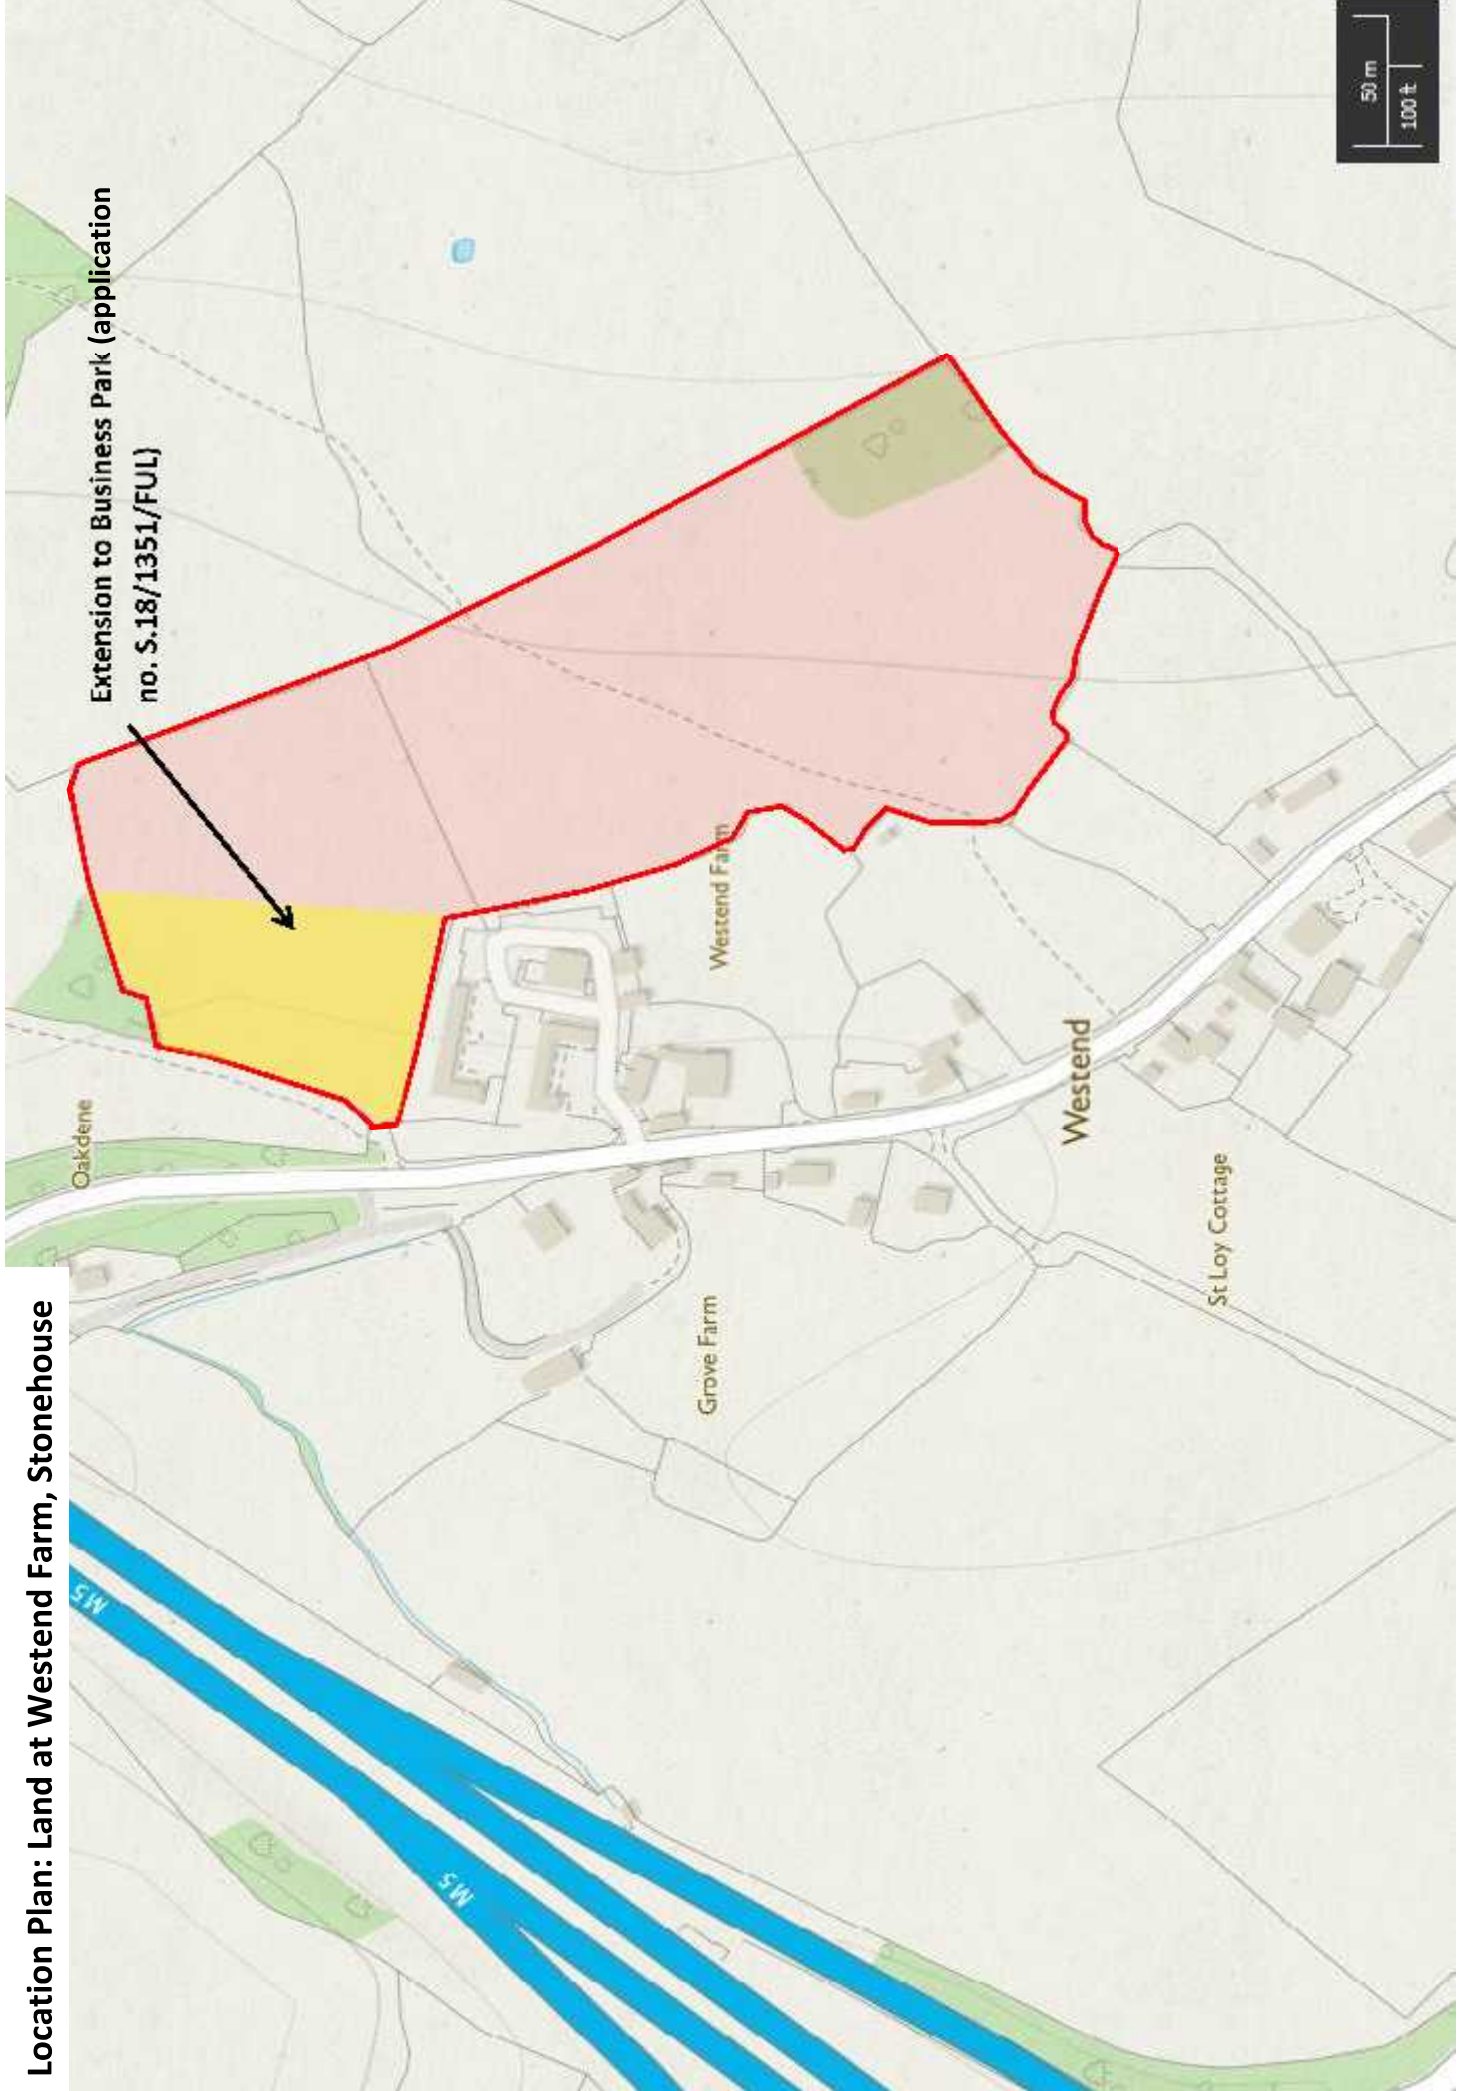 Location Plan: Land at Westend Farm, Stonehouse
M5
M5
Oakdene
Extension to Business Park (application
no. S.18/1351/FUL)
Grove Farm
Westend Farm
Westend
St Loy Cottage
50 m
100 ft